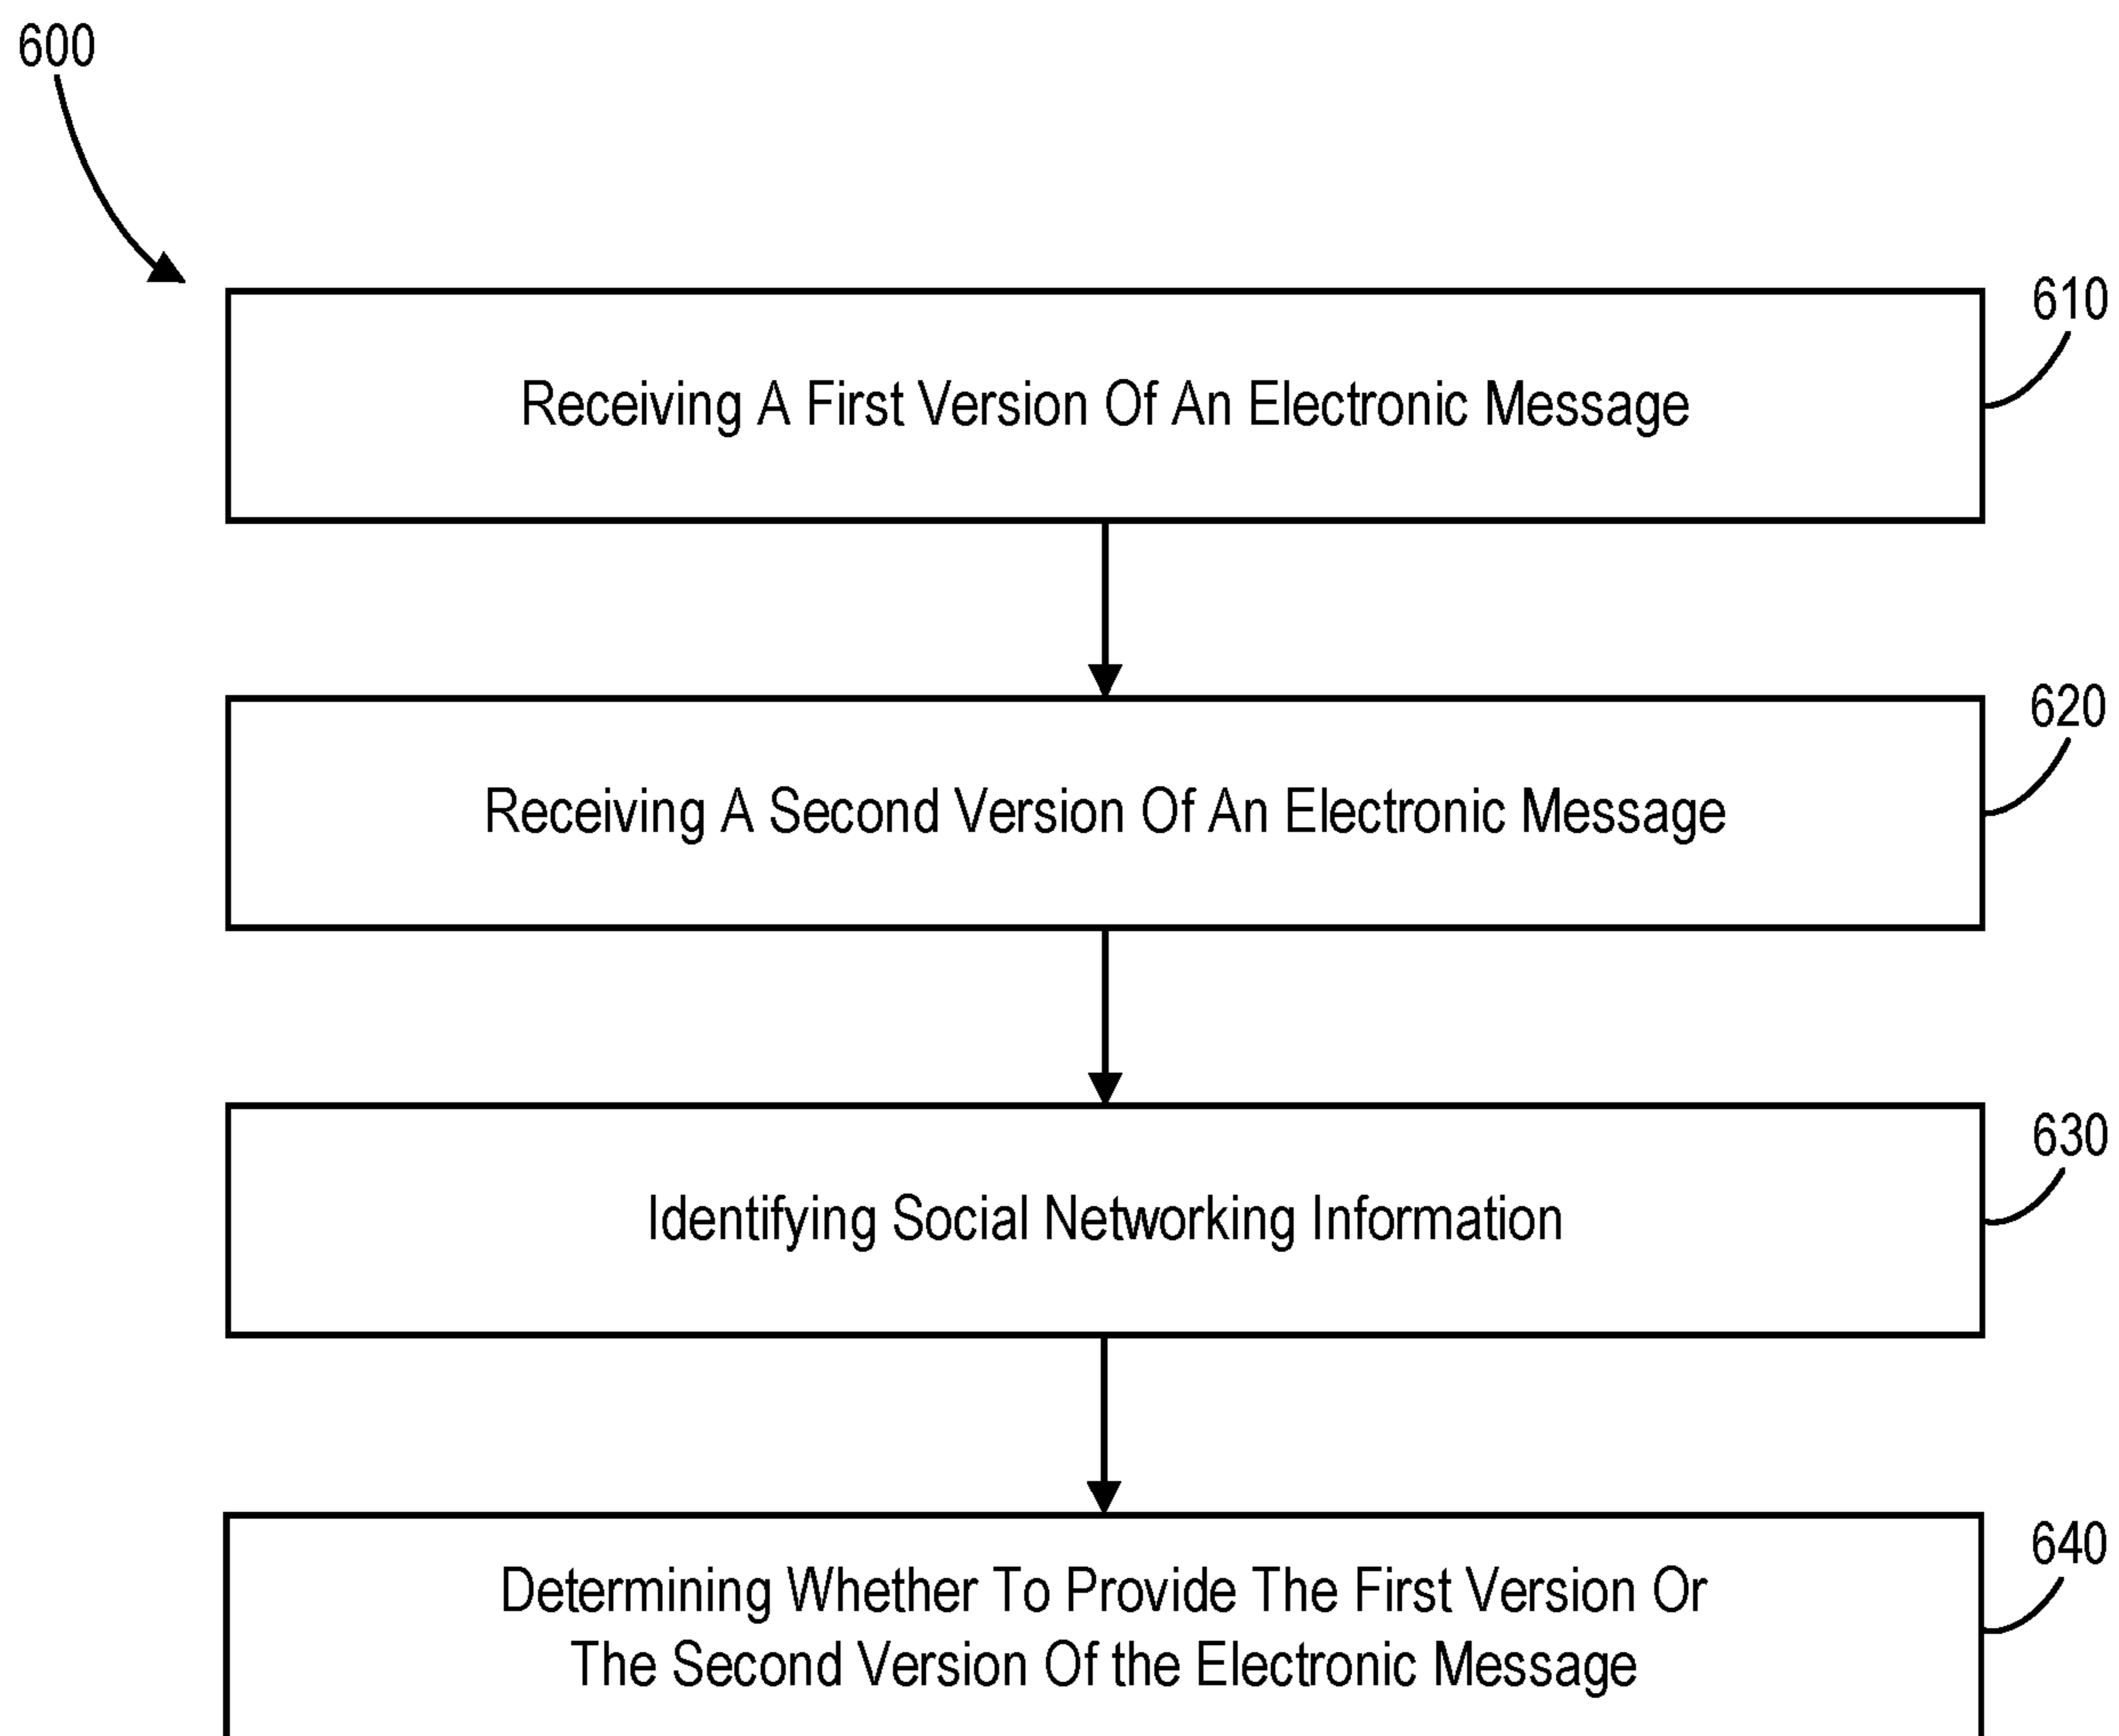 600
610
Receiving A First Version Of An Electronic Message
620
Receiving A Second Version Of An Electronic Message
630
Identifying Social Networking Information
640
Determining Whether To Provide The First Version Or
The Second Version Of the Electronic Message